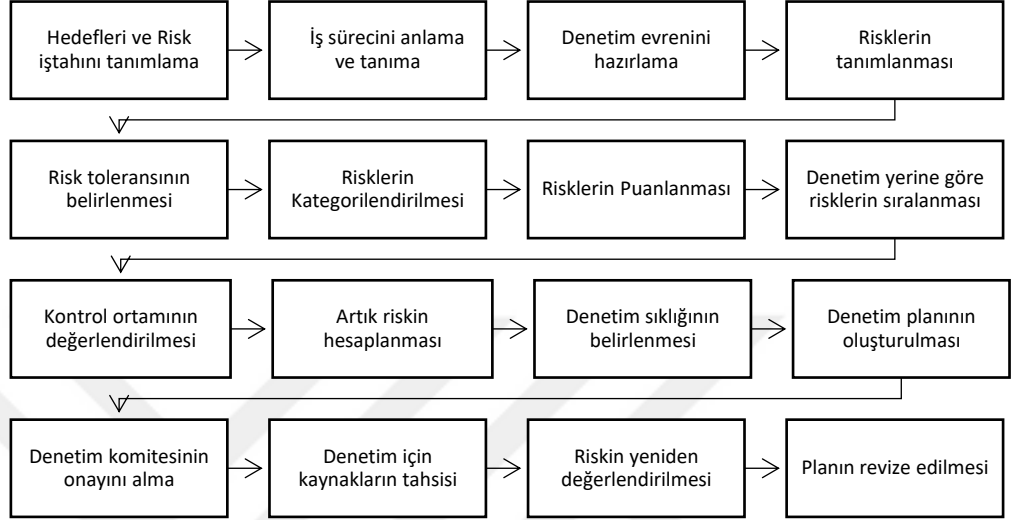 Hedefleri ve Risk
iştahını tanımlama
İş sürecini anlama
ve tanıma
Denetim evrenini
hazırlama
Risklerin
tanımlanması
Risk toleransının
belirlenmesi
Risklerin
Kategorilendirilmesi
Risklerin Puanlanması
Denetim yerine göre
risklerin sıralanması
Kontrol ortamının
değerlendirilmesi
Artık riskin
hesaplanması
Denetim sıklığının
belirlenmesi
Denetim planının
oluşturulması
Denetim komitesinin
onayını alma
Denetim için
kaynakların tahsisi
Riskin yeniden
değerlendirilmesi
Planın revize edilmesi